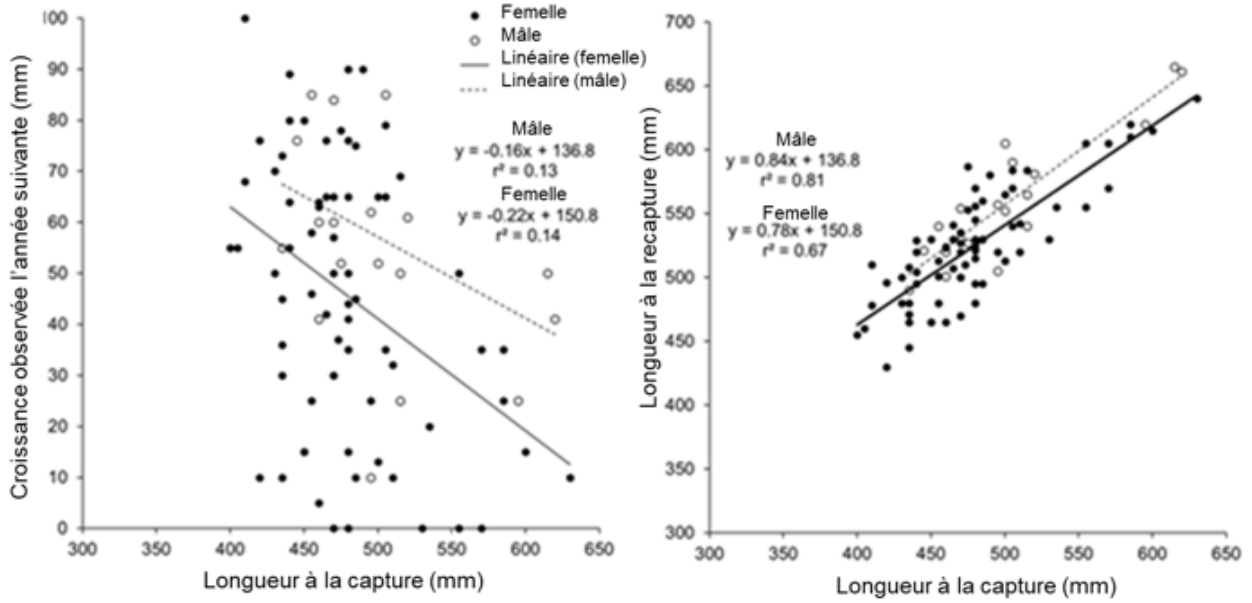 Croissance observée l'année suivante (mm)
100
90
80
70
60
50
40
30
20
10
0
300
350
400
450
500
550
600
650
Longueur à la capture (mm)
Femelle
Mâle
Linéaire (femelle)
Linéaire (mâle)
Mâle
y = -0.16x + 136.8
r² = 0.13
Femelle
y = -0.22x + 150.8
r² = 0.14
Longueur à la recapture (mm)
700
650
600
550
500
450
400
350
300
300
350
400
450
500
550
600
650
Longueur à la capture (mm)
Mâle
y = 0.84x + 136.8
r² = 0.81
Femelle
y = 0.78x + 150.8
r² = 0.67